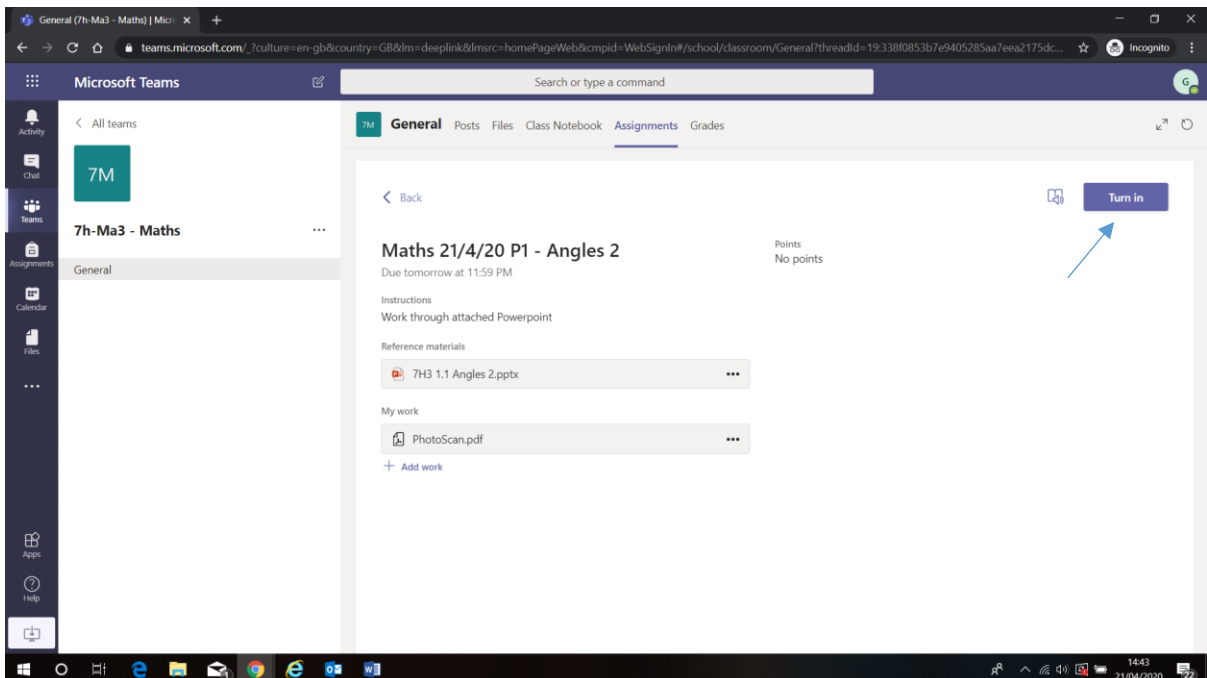 General (7h-Ma3 - Maths) | Micr
teams.microsoft.com/_?culture=en-gb&country=GB&lm=deeplink&lmsrc=homePageWeb&cmpid=WebSignIn#/school/classroom/General?threadId=19:338f0853b7e9405285aa7eea2175dc...
Incognito
Microsoft Teams
Search or type a command
G
Activity
Chat
Teams
Assignments
Calendar
Files
Apps
Help
All teams
7M
7h-Ma3 - Maths
General
7M General Posts Files Class Notebook Assignments Grades
Back
Turn in
Maths 21/4/20 P1 - Angles 2
Due tomorrow at 11:59 PM
Points
No points
Instructions
Work through attached Powerpoint
Reference materials
7H3 1.1 Angles 2.pptx
My work
PhotoScan.pdf
+ Add work
14:43
21/04/2020
22